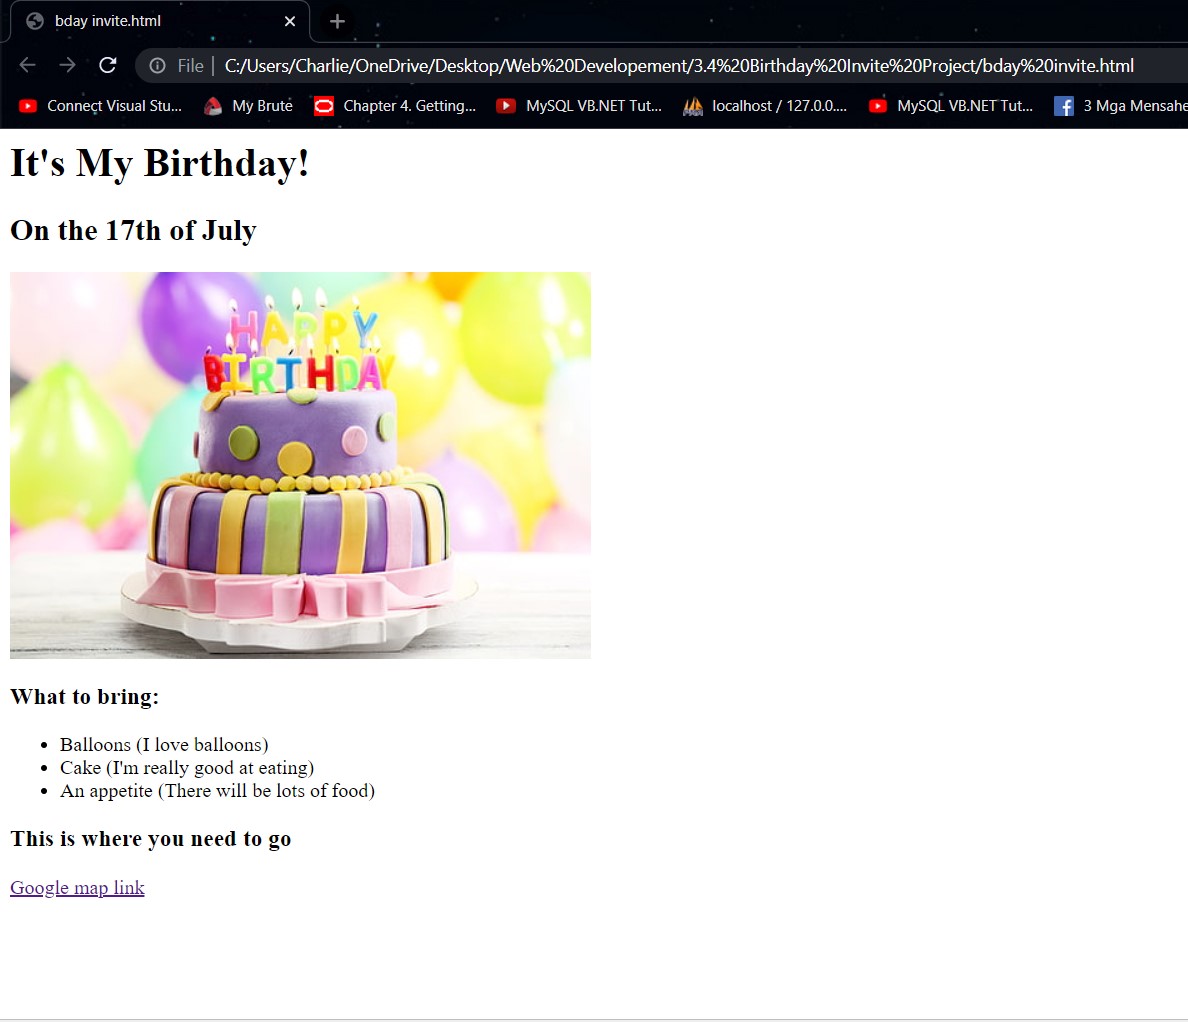 bday invite.html
File | C:/Users/Charlie/OneDrive/Desktop/Web%20Developement/3.4%20Birthday%20Invite%20Project/bday%20invite.html
Connect Visual Stu... My Brute Chapter 4. Getting... MySQL VB.NET Tut... localhost / 127.0.0.... MySQL VB.NET Tut... 3 Mga Mensahe
It's My Birthday!
On the 17th of July
HAPPY
BIRTHDAY
What to bring:
• Balloons (I love balloons)
• Cake (I'm really good at eating)
• An appetite (There will be lots of food)
This is where you need to go
Google map link